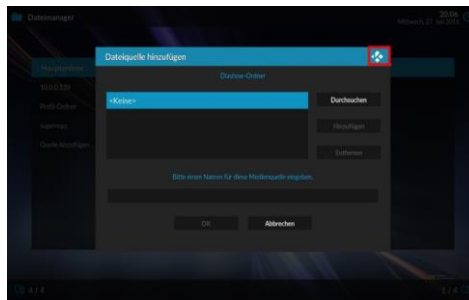 Dateimanager
20:06
Mittwoch, 27. Juli 2016
Dateiquelle hinzufügen
Diashow-Ordner
<Keine>
Durchsuchen
Hinzufügen
Entfernen
Bitte einen Namen für diese Medienquelle eingeben.
OK
Abbrechen
Profil-Ordner
Quelle hinzufügen
4 / 4
1 / 4